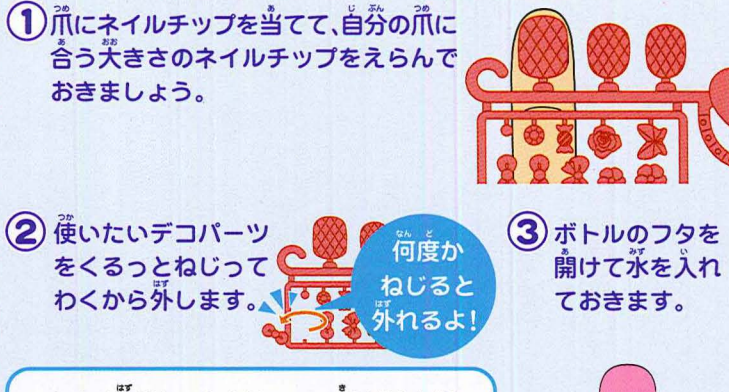 ①爪にネイルチップを当てて、自分の爪に
合う大きさのネイルチップをえらんで
おきましょう。
②使いたいデコパーツ
をくるっとねじって
わくから外します。
何度か
ねじると
外れるよ!
③ボトルのフタを
開けて水を入れ
ておきます。